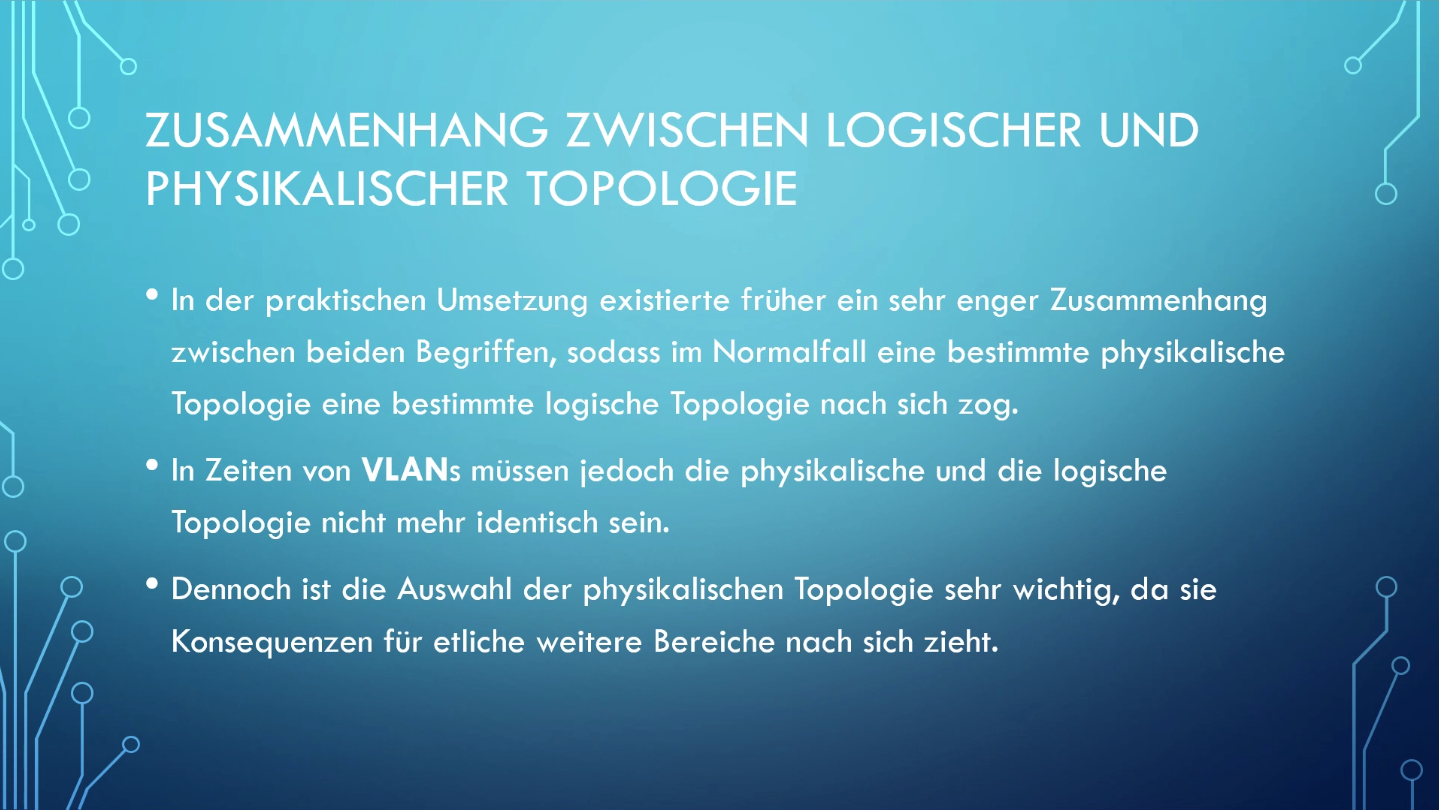 ZUSAMMENHANG ZWISCHEN LOGISCHER UND
PHYSIKALISCHER TOPOLOGIE
• In der praktischen Umsetzung existierte früher ein sehr enger Zusammenhang
zwischen beiden Begriffen, sodass im Normalfall eine bestimmte physikalische
Topologie eine bestimmte logische Topologie nach sich zog.
• In Zeiten von VLANs müssen jedoch die physikalische und die logische
Topologie nicht mehr identisch sein.
• Dennoch ist die Auswahl der physikalischen Topologie sehr wichtig, da sie
Konsequenzen für etliche weitere Bereiche nach sich zieht.